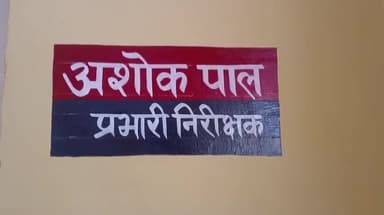 अशोक पाल
प्रभारी निरीक्षक